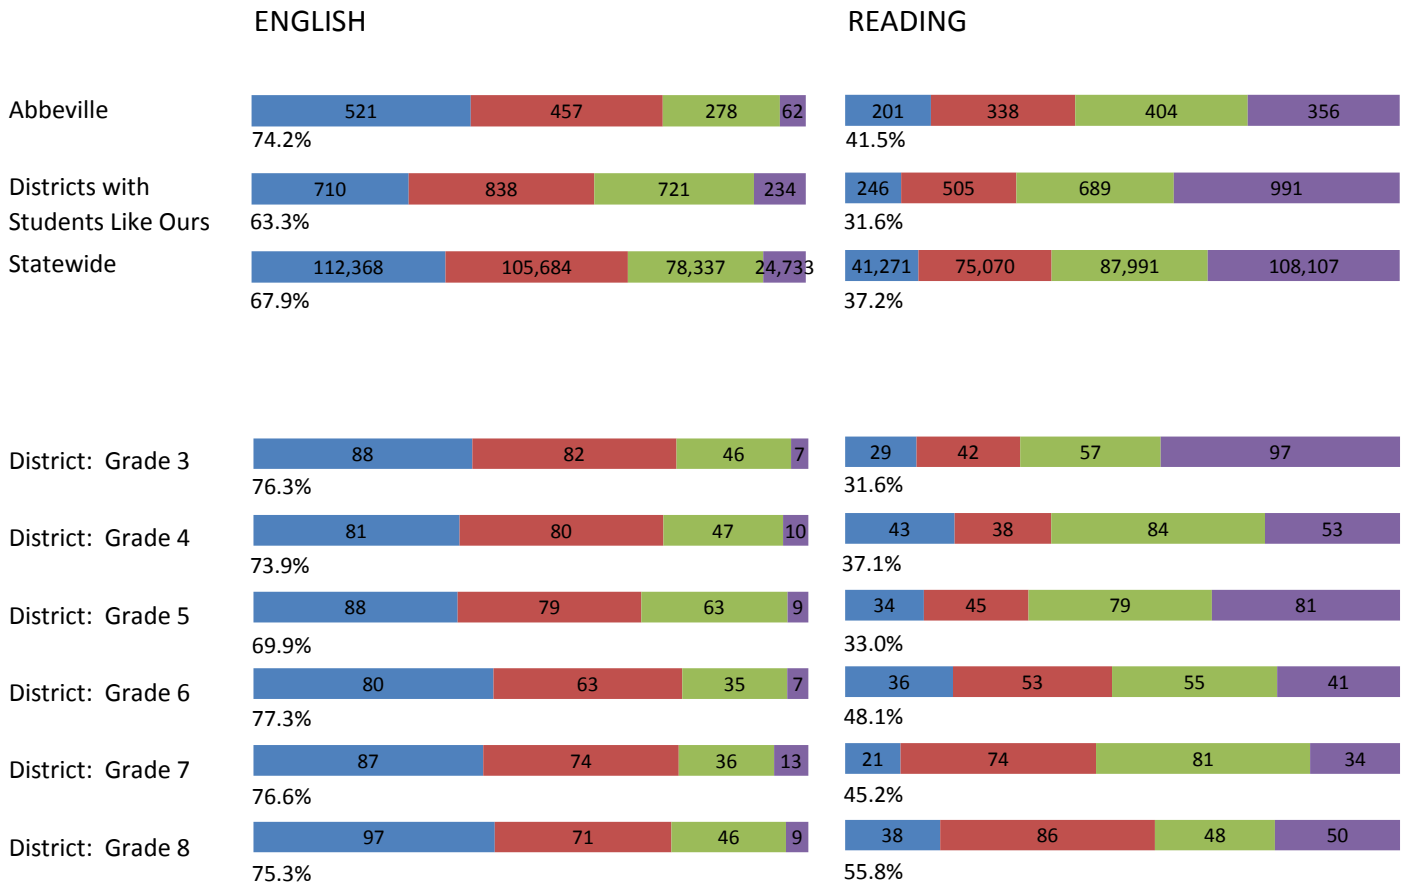 ENGLISH READING
Abbeville 521 457 278 62 201 338 404 356
74.2% 41.5%
Districts with 710 838 721 234 246 505 689 991
Students Like Ours 63.3% 31.6%
Statewide 112,368 105,684 78,337 24,733 41,271 75,070 87,991 108,107
67.9% 37.2%
District: Grade 3 88 82 46 7 29 42 57 97
76.3% 31.6%
District: Grade 4 81 80 47 10 43 38 84 53
73.9% 37.1%
District: Grade 5 88 79 63 9 34 45 79 81
69.9% 33.0%
District: Grade 6 80 63 35 7 36 53 55 41
77.3% 48.1%
District: Grade 7 87 74 36 13 21 74 81 34
76.6% 45.2%
District: Grade 8 97 71 46 9 38 86 48 50
75.3% 55.8%